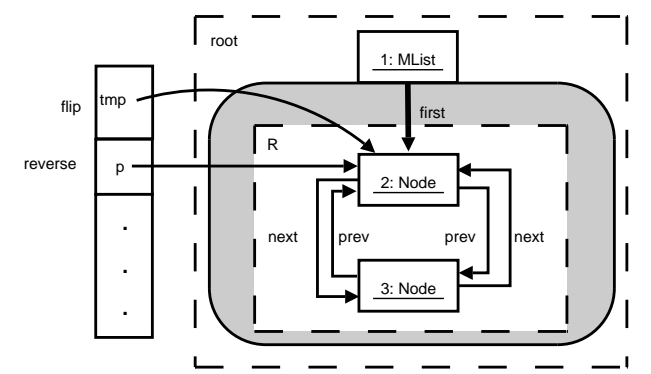 root
1: MList
tmp
flip
first
R
reverse
p
2: Node
next
prev
prev
next
3: Node